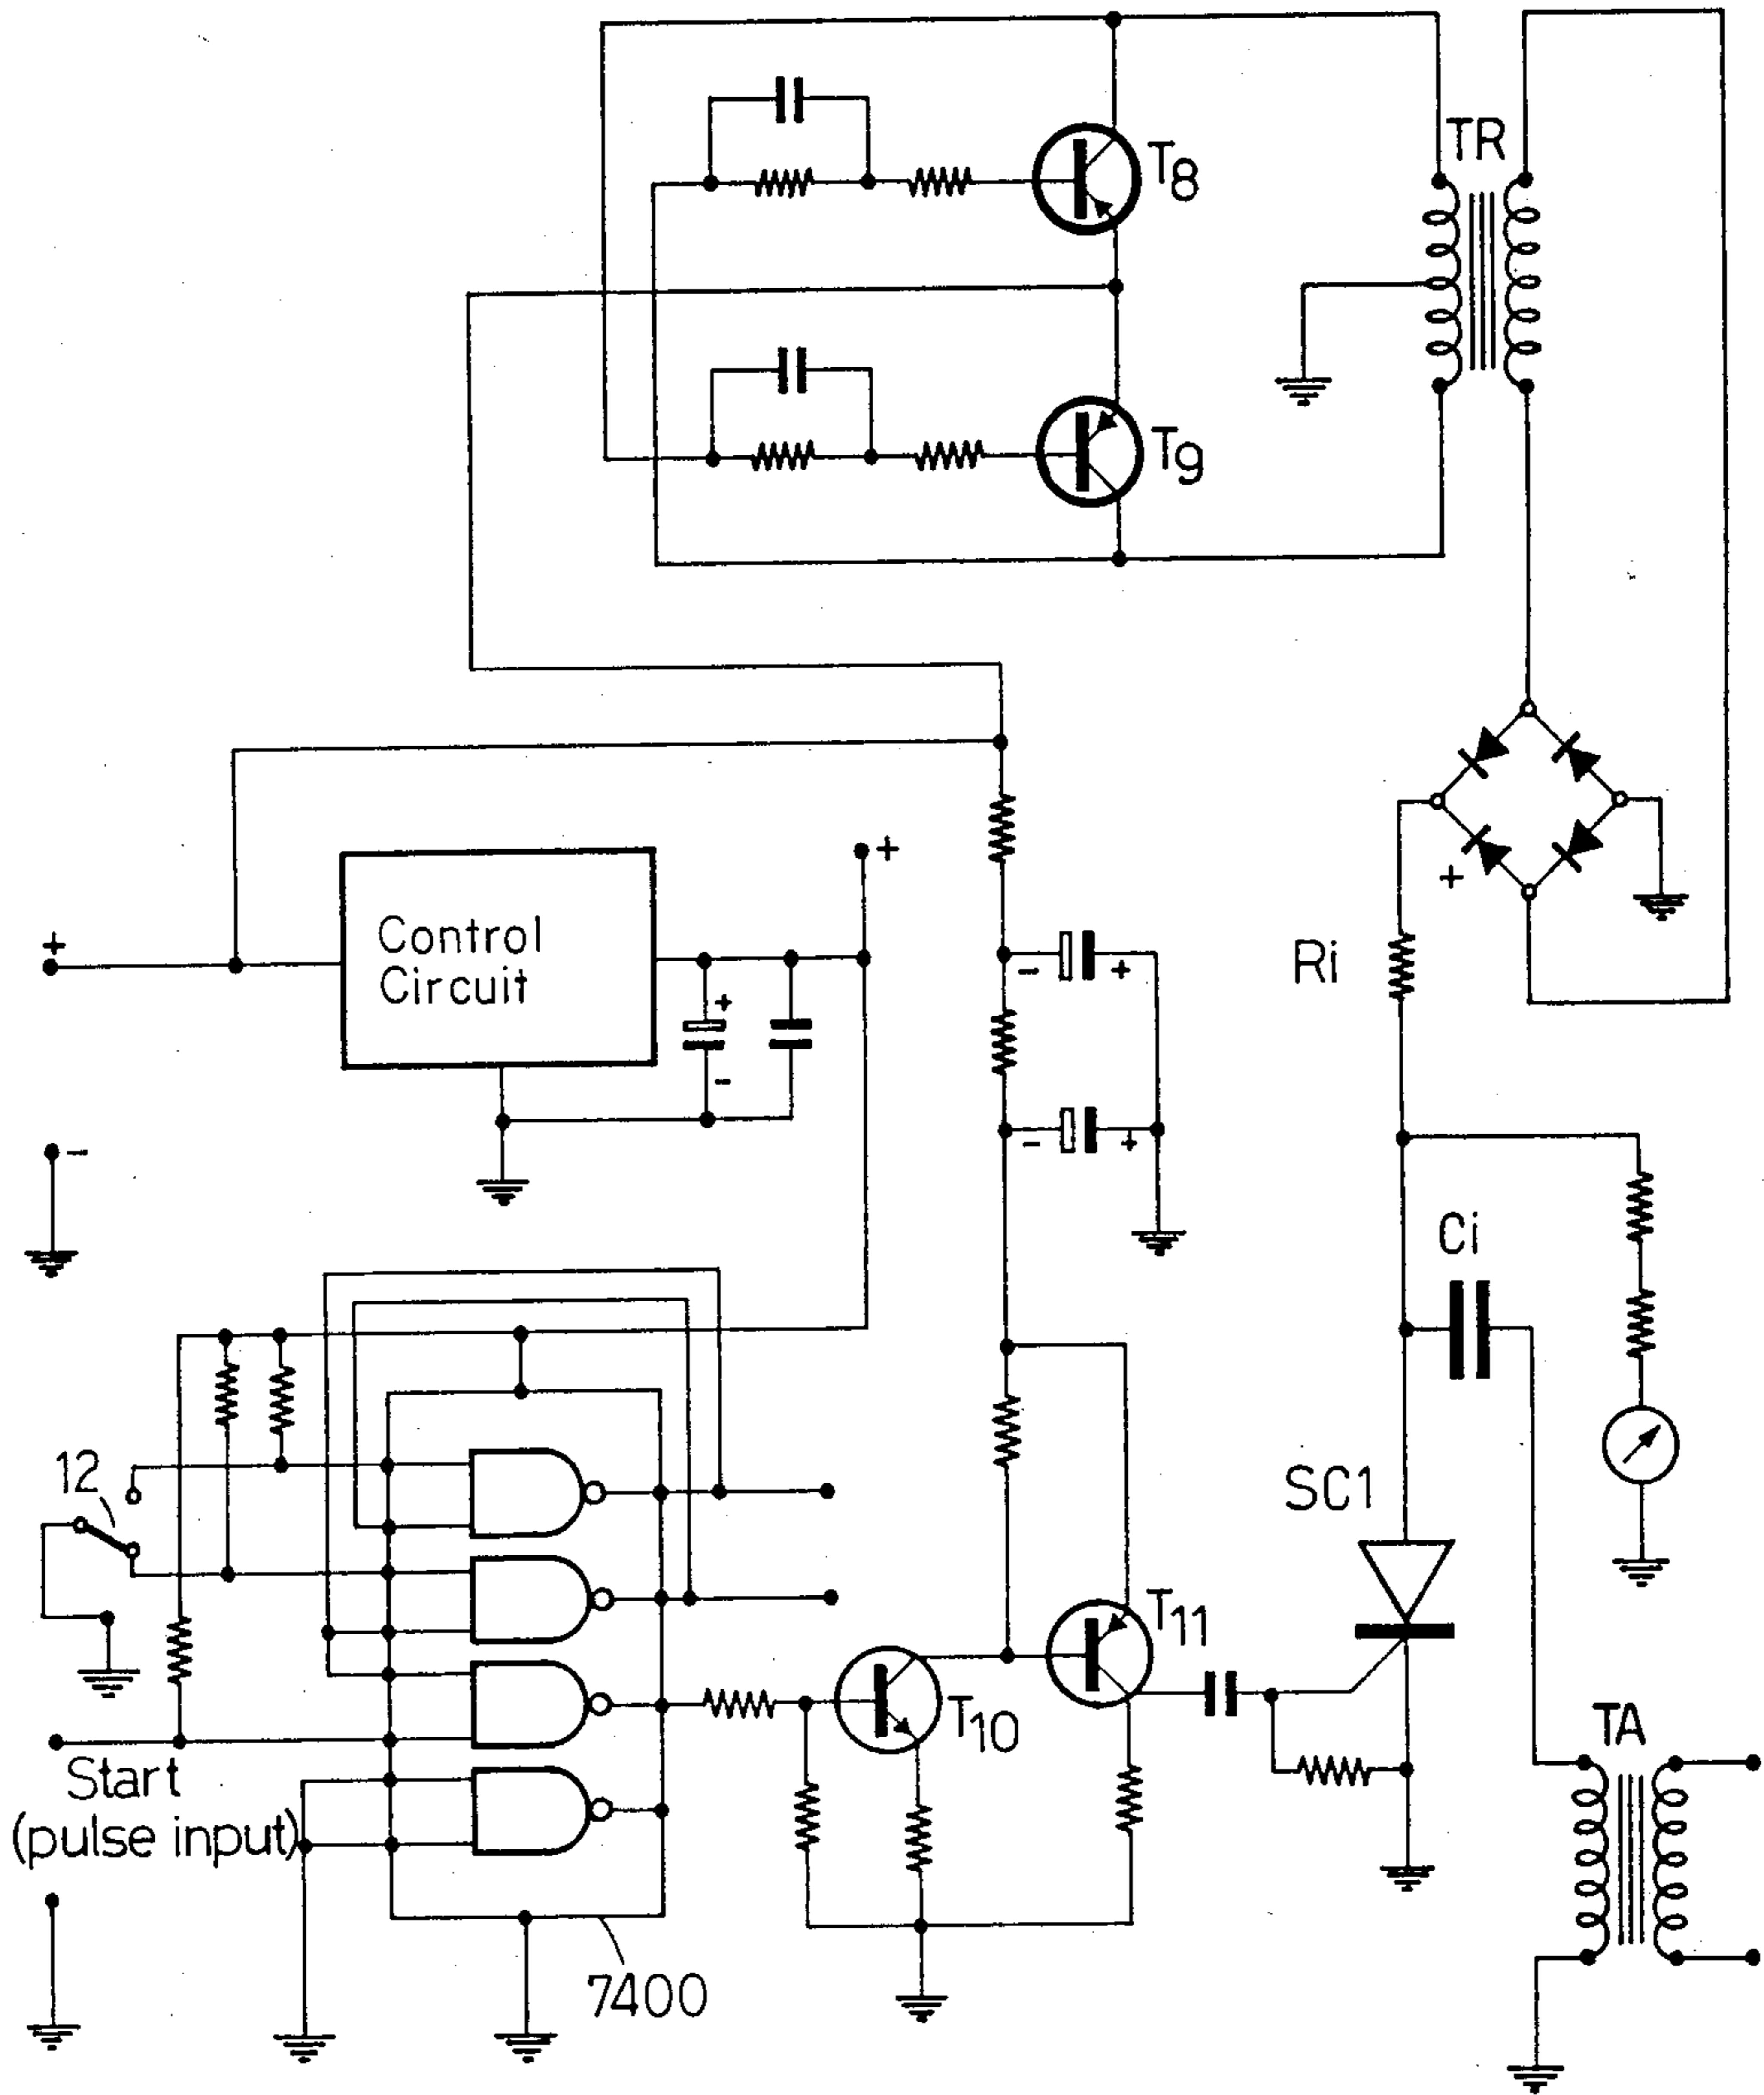 TR
T8
T9
+
Control
Circuit
+
+
-
-
+
-
+
-
+
Ri
Ci
12
SC1
T11
T10
TA
Start
(pulse input)
7400